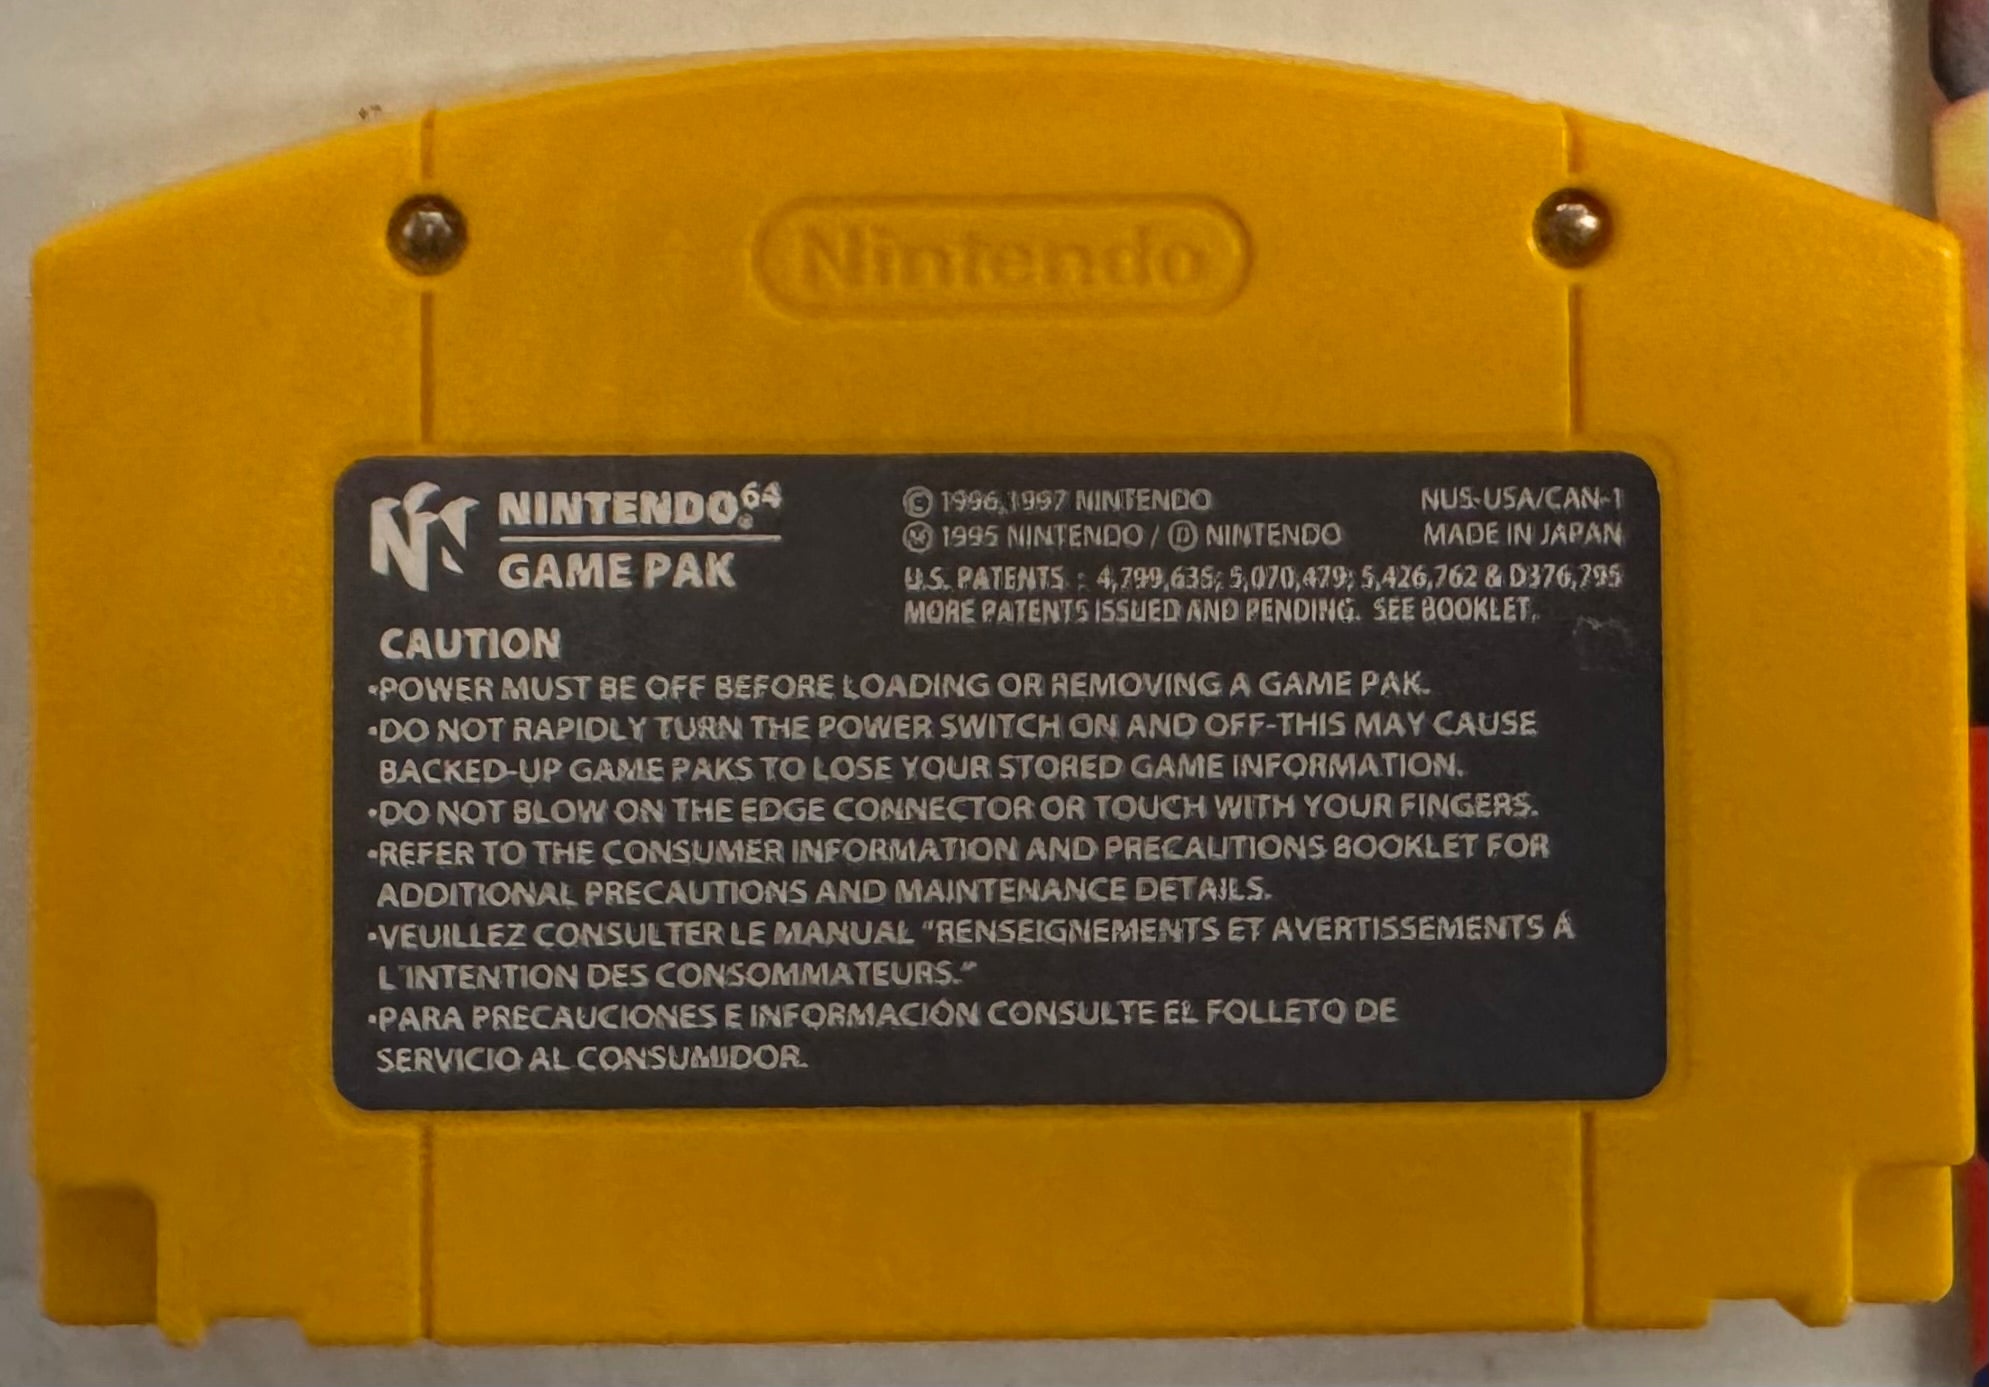 Nintendo
NINTENDO64
GAME PAK
© 1996,1997 NINTENDO
Ⓜ 1995 NINTENDO / Ⓓ NINTENDO
NUS-USA/CAN-1
MADE IN JAPAN
U.S. PATENTS : 4,799,635; 5,070,479; 5,426,762 & D376,795
MORE PATENTS ISSUED AND PENDING. SEE BOOKLET.
CAUTION
•POWER MUST BE OFF BEFORE LOADING OR REMOVING A GAME PAK.
•DO NOT RAPIDLY TURN THE POWER SWITCH ON AND OFF-THIS MAY CAUSE
BACKED-UP GAME PAKS TO LOSE YOUR STORED GAME INFORMATION.
•DO NOT BLOW ON THE EDGE CONNECTOR OR TOUCH WITH YOUR FINGERS.
•REFER TO THE CONSUMER INFORMATION AND PRECAUTIONS BOOKLET FOR
ADDITIONAL PRECAUTIONS AND MAINTENANCE DETAILS.
•VEUILLEZ CONSULTER LE MANUAL "RENSEIGNEMENTS ET AVERTISSEMENTS Á
L'INTENTION DES CONSOMMATEURS."
•PARA PRECAUCIONES E INFORMACIÓN CONSULTE EL FOLLETO DE
SERVICIO AL CONSUMIDOR.